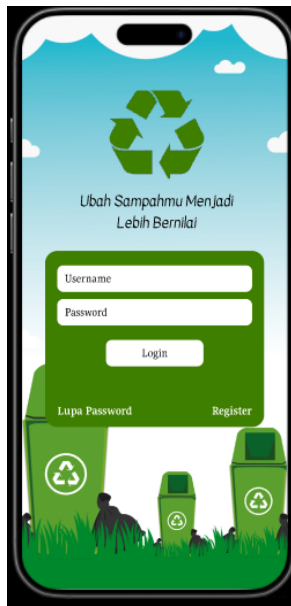 Ubah Sampahmu Menjadi
Lebih Bernilai
Username
Password
Login
Lupa Password
Register